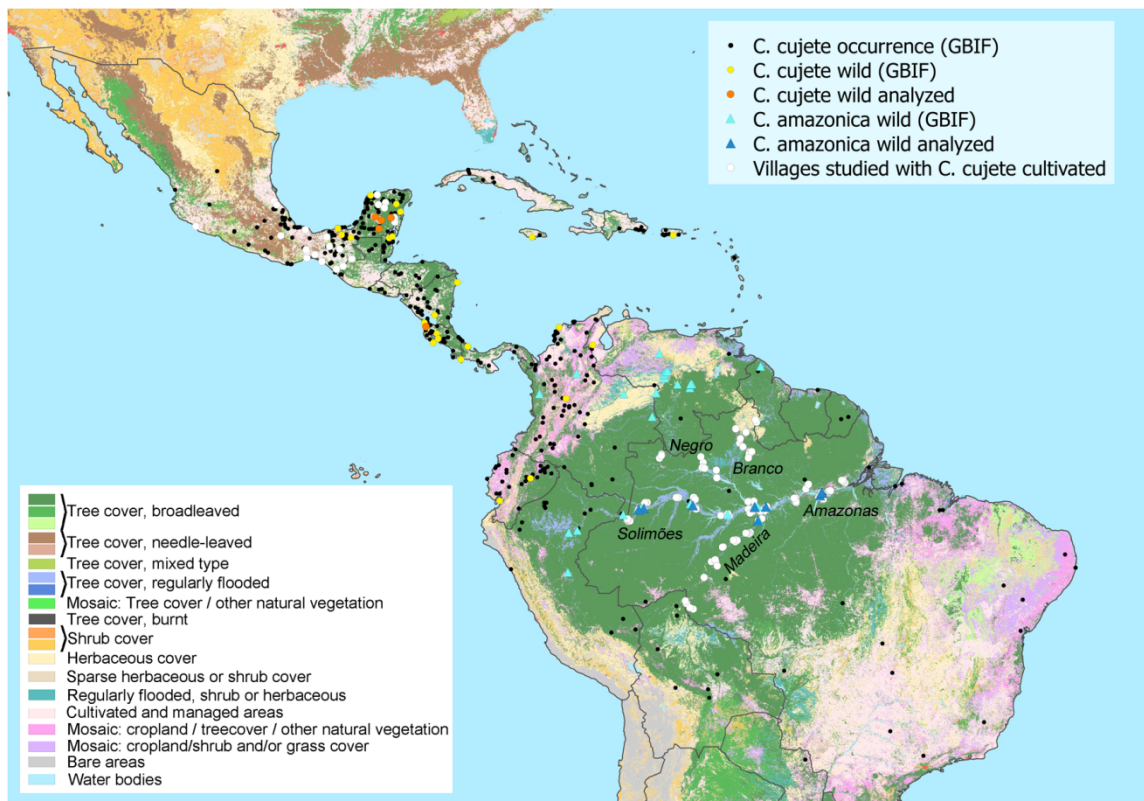 C. cujete occurrence (GBIF)
C. cujete wild (GBIF)
C. cujete wild analyzed
C. amazonica wild (GBIF)
C. amazonica wild analyzed
Villages studied with C. cujete cultivated
Negro
Branco
Amazonas
Solimões
Madeira
Tree cover, broadleaved
Tree cover, needle-leaved
Tree cover, mixed type
Tree cover, regularly flooded
Mosaic: Tree cover / other natural vegetation
Tree cover, burnt
Shrub cover
Herbaceous cover
Sparse herbaceous or shrub cover
Regularly flooded, shrub or herbaceous
Cultivated and managed areas
Mosaic: cropland / treecover / other natural vegetation
Mosaic: cropland/shrub and/or grass cover
Bare areas
Water bodies